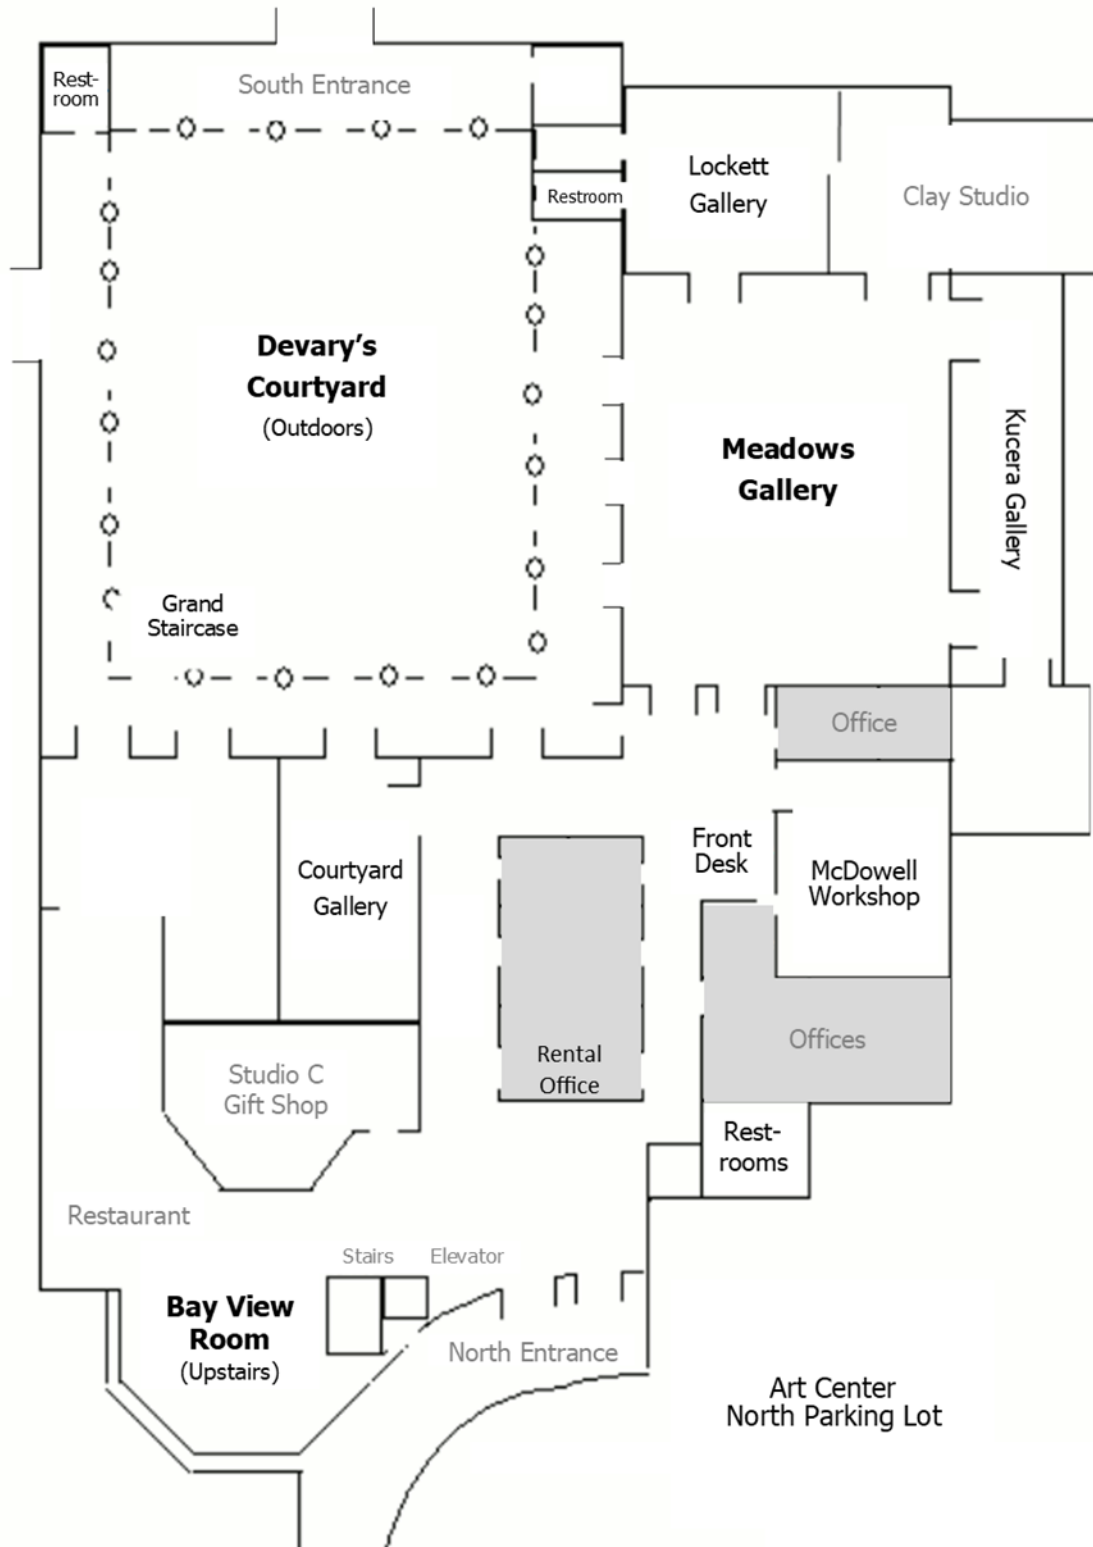 Rest-
room
South Entrance
Lockett
Gallery
Restroom
Clay Studio
Devary’s
Courtyard
(Outdoors)
Meadows
Gallery
Kucera Gallery
Grand
Staircase
Office
Front
Desk
McDowell
Workshop
Courtyard
Gallery
Rental
Office
Offices
Studio C
Gift Shop
Rest-
rooms
Restaurant
Stairs
Elevator
Bay View
Room
(Upstairs)
North Entrance
Art Center
North Parking Lot